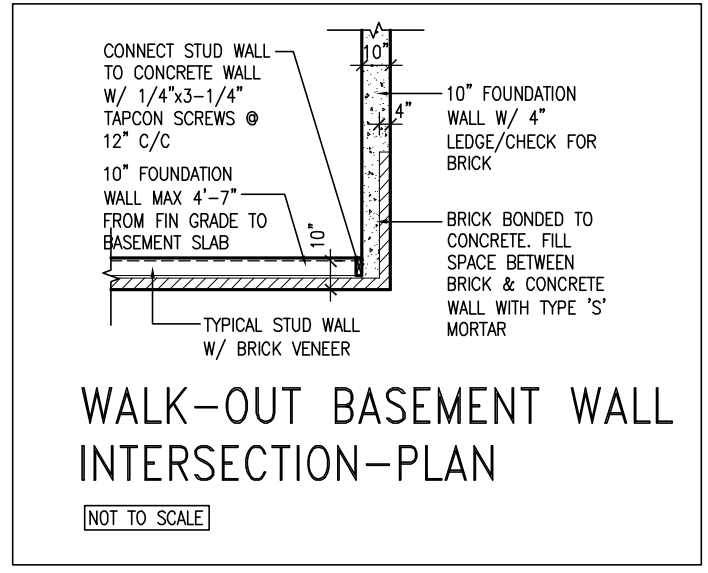 CONNECT STUD WALL
TO CONCRETE WALL
W/ 1/4"x3-1/4"
TAPCON SCREWS @
12" C/C
10" FOUNDATION
WALL MAX 4'-7"
FROM FIN GRADE TO
BASEMENT SLAB
10"
4"
10"
10" FOUNDATION
WALL W/ 4"
LEDGE/CHECK FOR
BRICK
BRICK BONDED TO
CONCRETE. FILL
SPACE BETWEEN
BRICK & CONCRETE
WALL WITH TYPE 'S'
MORTAR
TYPICAL STUD WALL
W/ BRICK VENEER
WALK-OUT BASEMENT WALL
INTERSECTION-PLAN
NOT TO SCALE